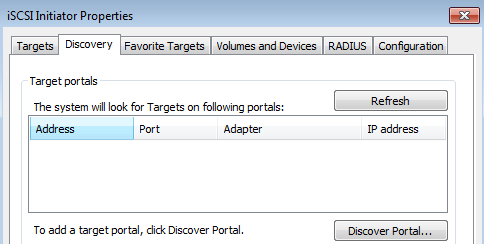 iSCSI Initiator Properties
Targets Discovery Favorite Targets Volumes and Devices RADIUS Configuration
Target portals
The system will look for Targets on following portals: Refresh
Address Port Adapter IP address
To add a target portal, click Discover Portal. Discover Portal...